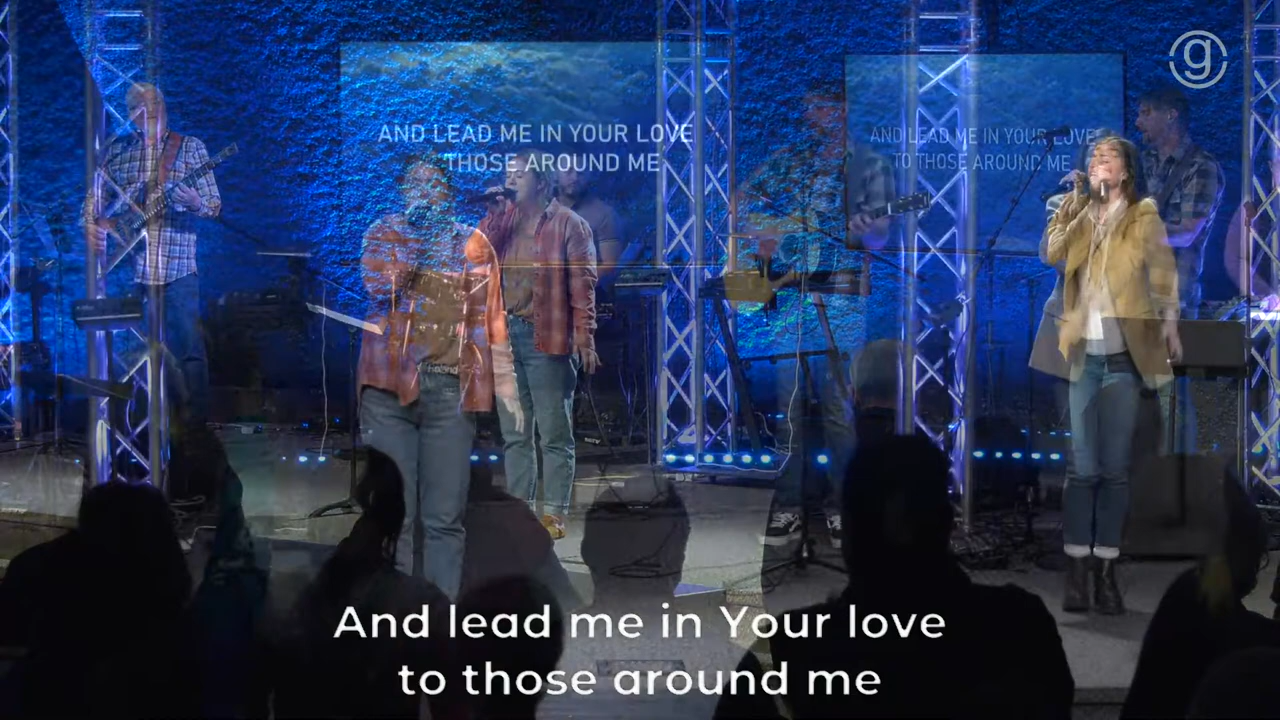 g
AND LEAD ME IN YOUR LOVE
THOSE AROUND ME
AND LEAD ME IN YOUR LOVE
TO THOSE AROUND ME
Roland
And lead me in Your love
to those around me